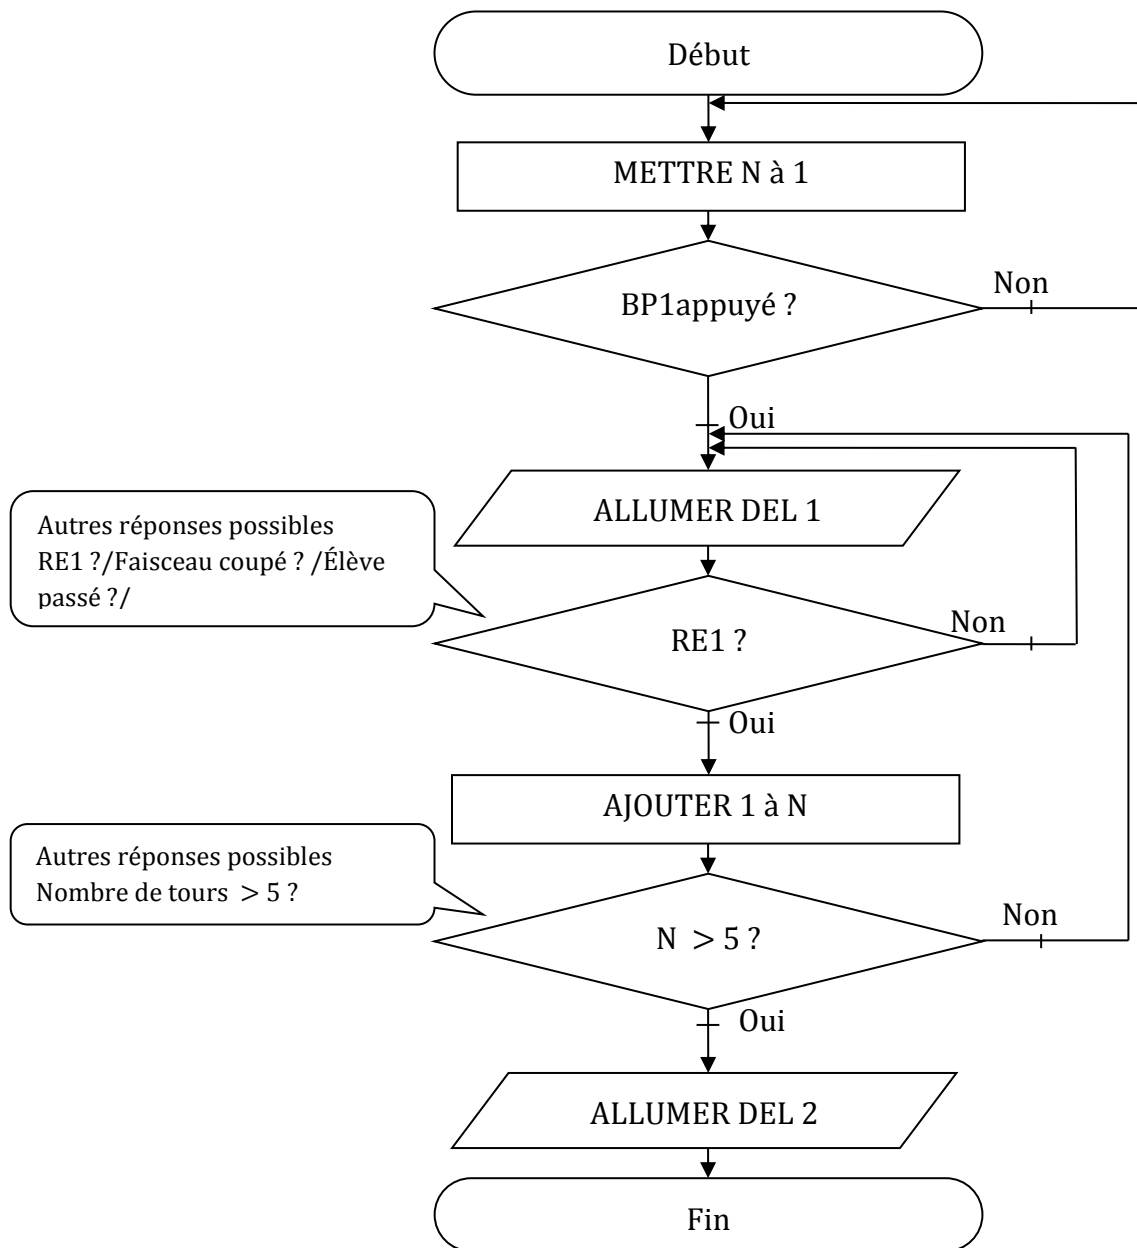 Début
METTRE N à 1
BP1appuyé ?
Non
Oui
ALLUMER DEL 1
Autres réponses possibles
RE1 ?/Faisceau coupé ? /Élève
passé ?/
RE1 ?
Non
Oui
AJOUTER 1 à N
Autres réponses possibles
Nombre de tours > 5 ?
N > 5 ?
Non
Oui
ALLUMER DEL 2
Fin